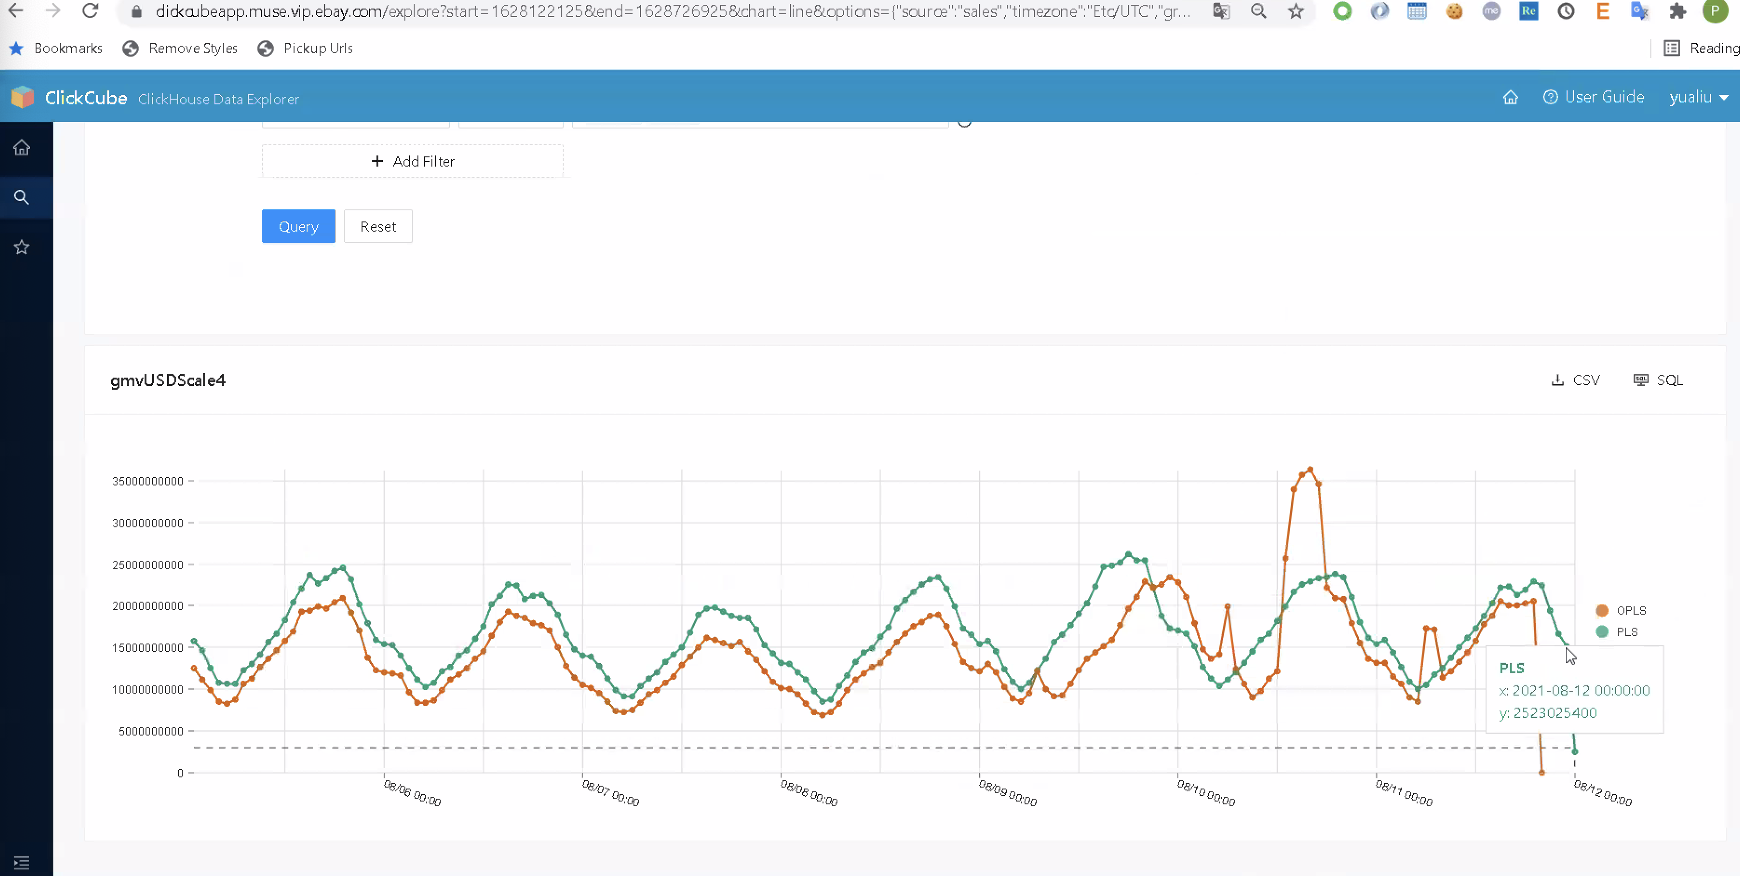 dickcubeapp.muse.vip.ebay.com/explore?start=1628122125&end=1628726925&chart=line&options={"source":"sales","timezone":"Etc/UTC","gr...
Bookmarks Remove Styles Pickup Urls Reading
ClickCube ClickHouse Data Explorer User Guide yualiu
+ Add Filter
Query Reset
gmvUSDScale4 CSV SQL
35000000000
30000000000
25000000000
20000000000
15000000000
10000000000
5000000000
0
08/06 00:00 08/07 00:00 08/08 00:00 08/09 00:00 08/10 00:00 08/11 00:00 08/12 00:00
OPLS
PLS
PLS
x: 2021-08-12 00:00:00
y: 2523025400
me
Re
E
P